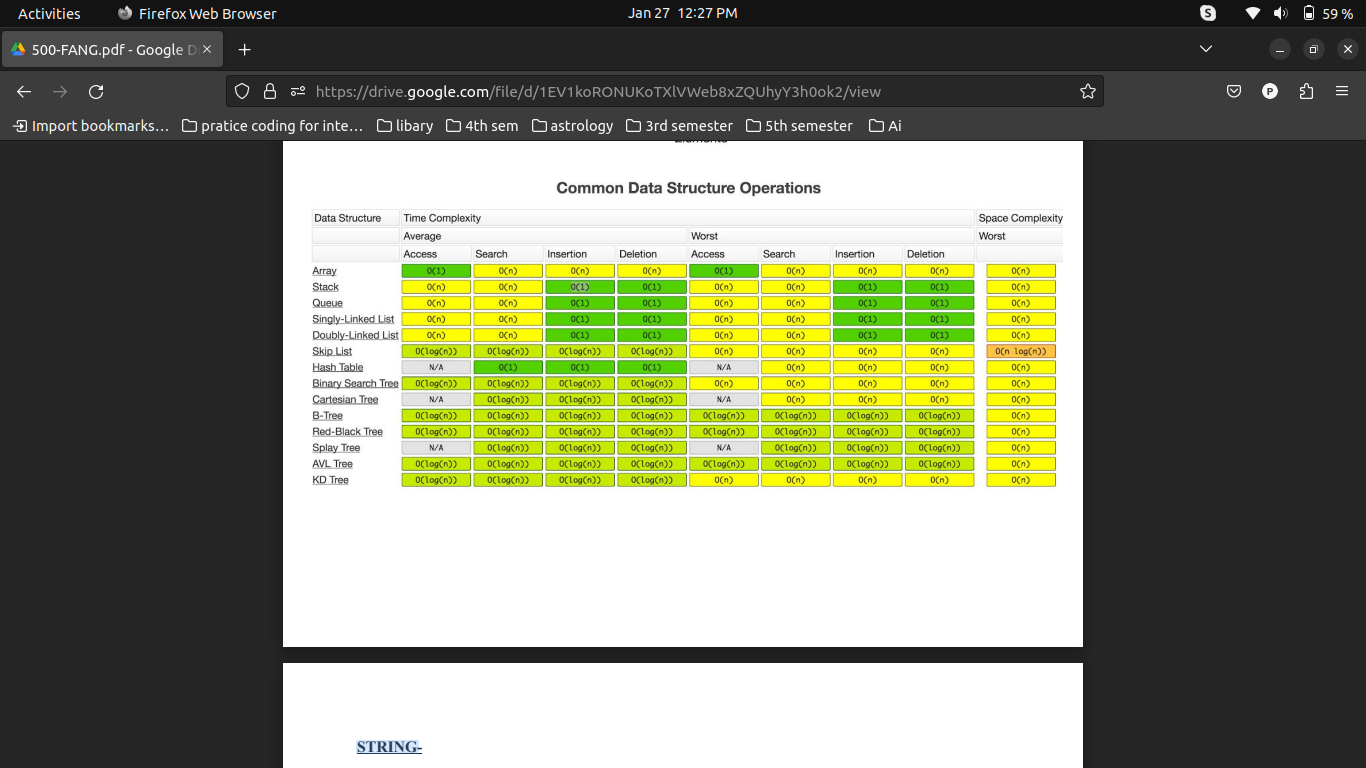 Activities Firefox Web Browser Jan 27 12:27 PM 59 %
500-FANG.pdf - Google D
https://drive.google.com/file/d/1EV1koRONUKoTXlVWeb8xZQUhyY3h0ok2/view
Import bookmarks... pratice coding for inte... libary 4th sem astrology 3rd semester 5th semester Ai
Elements
Common Data Structure Operations
Data Structure Time Complexity Space Complexity
Average Worst Worst
Access Search Insertion Deletion Access Search Insertion Deletion
Array O(1) O(n) O(n) O(n) O(1) O(n) O(n) O(n) O(n)
Stack O(n) O(n) O(1) O(1) O(n) O(n) O(1) O(1) O(n)
Queue O(n) O(n) O(1) O(1) O(n) O(n) O(1) O(1) O(n)
Singly-Linked List O(n) O(n) O(1) O(1) O(n) O(n) O(1) O(1) O(n)
Doubly-Linked List O(n) O(n) O(1) O(1) O(n) O(n) O(1) O(1) O(n)
Skip List O(log(n)) O(log(n)) O(log(n)) O(log(n)) O(n) O(n) O(n) O(n) O(n log(n))
Hash Table N/A O(1) O(1) O(1) N/A O(n) O(n) O(n) O(n)
Binary Search Tree O(log(n)) O(log(n)) O(log(n)) O(log(n)) O(n) O(n) O(n) O(n) O(n)
Cartesian Tree N/A O(log(n)) O(log(n)) O(log(n)) N/A O(n) O(n) O(n) O(n)
B-Tree O(log(n)) O(log(n)) O(log(n)) O(log(n)) O(log(n)) O(log(n)) O(log(n)) O(log(n)) O(n)
Red-Black Tree O(log(n)) O(log(n)) O(log(n)) O(log(n)) O(log(n)) O(log(n)) O(log(n)) O(log(n)) O(n)
Splay Tree N/A O(log(n)) O(log(n)) O(log(n)) N/A O(log(n)) O(log(n)) O(log(n)) O(n)
AVL Tree O(log(n)) O(log(n)) O(log(n)) O(log(n)) O(log(n)) O(log(n)) O(log(n)) O(log(n)) O(n)
KD Tree O(log(n)) O(log(n)) O(log(n)) O(log(n)) O(n) O(n) O(n) O(n) O(n)
STRING-